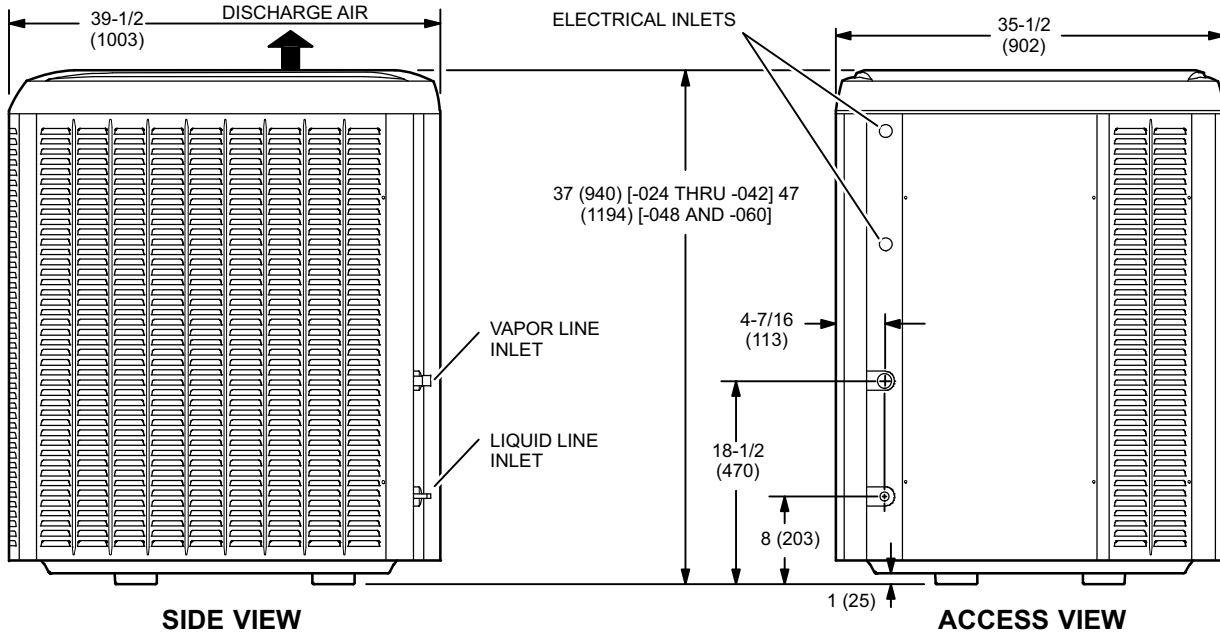 39-1/2
(1003)
DISCHARGE AIR
ELECTRICAL INLETS
35-1/2
(902)
37 (940) [-024 THRU -042] 47
(1194) [-048 AND -060]
4-7/16
(113)
VAPOR LINE
INLET
LIQUID LINE
INLET
18-1/2
(470)
8 (203)
1 (25)
SIDE VIEW
ACCESS VIEW